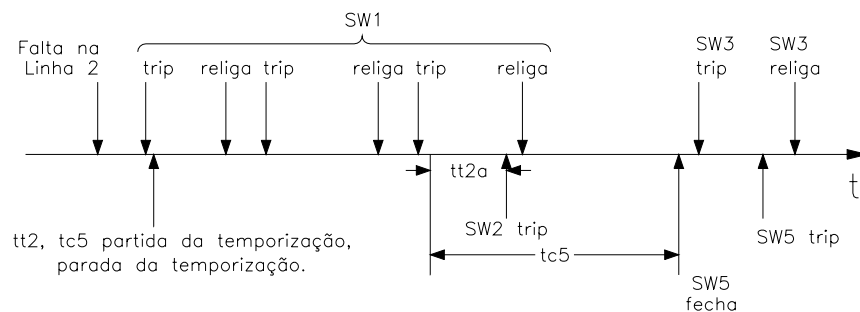 SW1
Falta na
Linha 2
trip
religa trip
religa trip
religa
SW3
trip
SW3
religa
t
tt2a
tt2, tc5 partida da temporização,
parada da temporização.
SW2 trip
tc5
SW5 trip
SW5
fecha